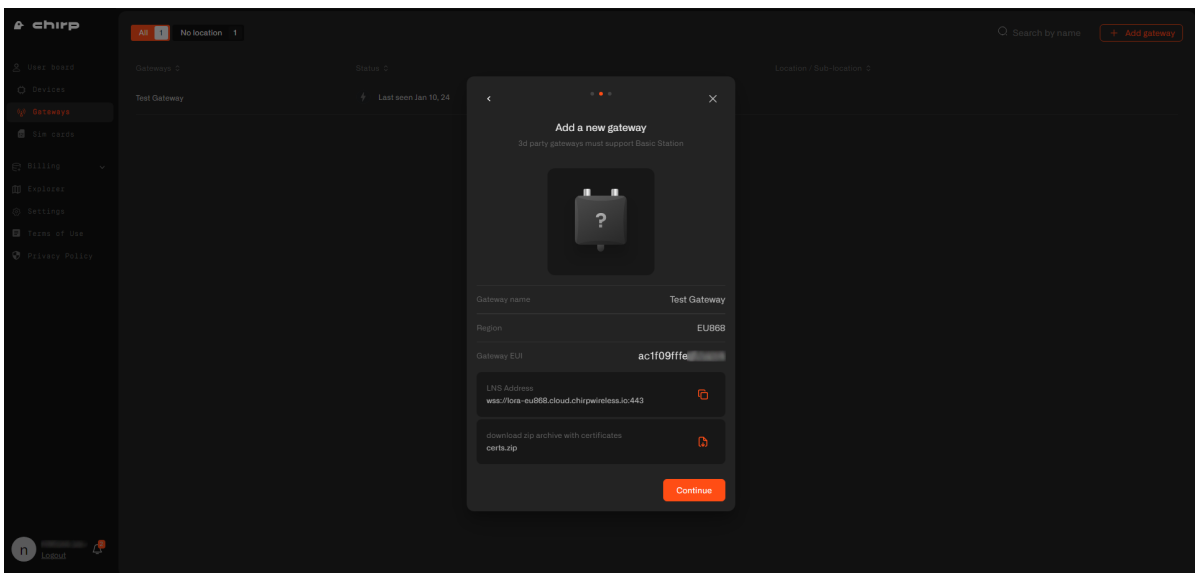 chirp
All 1 No location 1
Search by name
+ Add gateway
User board
Devices
Gateways
Sim cards
Billing
Explorer
Settings
Terms of Use
Privacy Policy
n
Logout
Gateways
Status
Location / Sub-location
Test Gateway
Last seen Jan 10, 24
Add a new gateway
3d party gateways must support Basic Station
?
Gateway name Test Gateway
Region EU868
Gateway EUI ac1f09fffe
LNS Address
wss://lora-eu868.cloud.chirpwireless.io:443
download zip archive with certificates
certs.zip
Continue